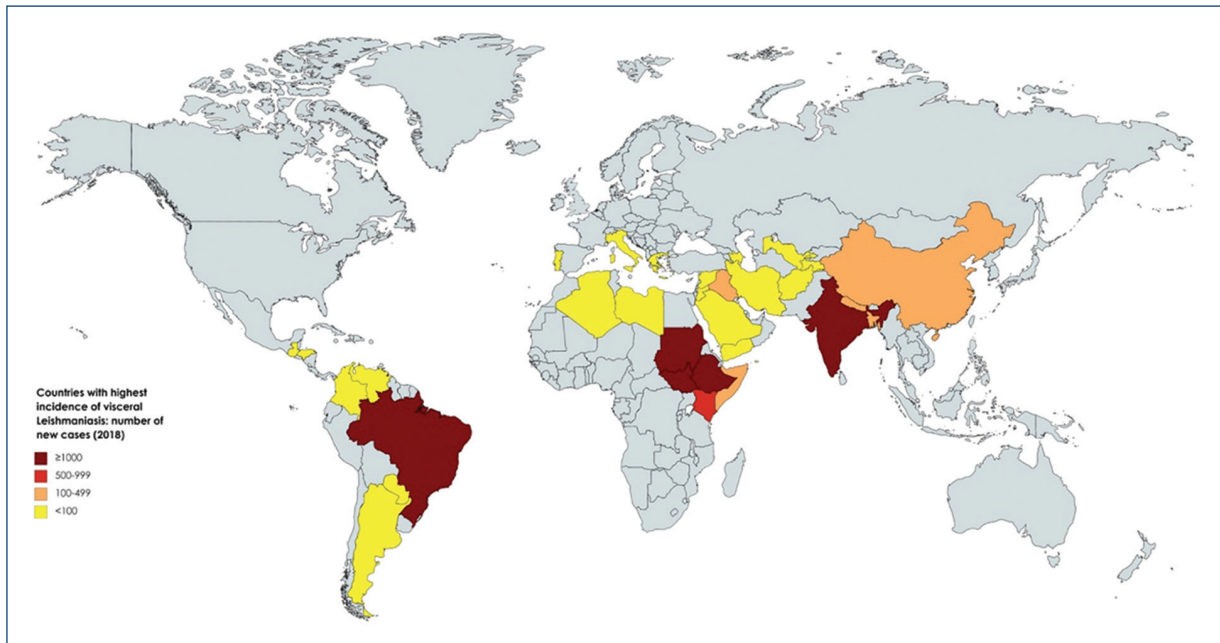 Countries with highest
incidence of visceral
Leishmaniasis: number of
new cases (2018)
≥1000
500-999
100-499
<100